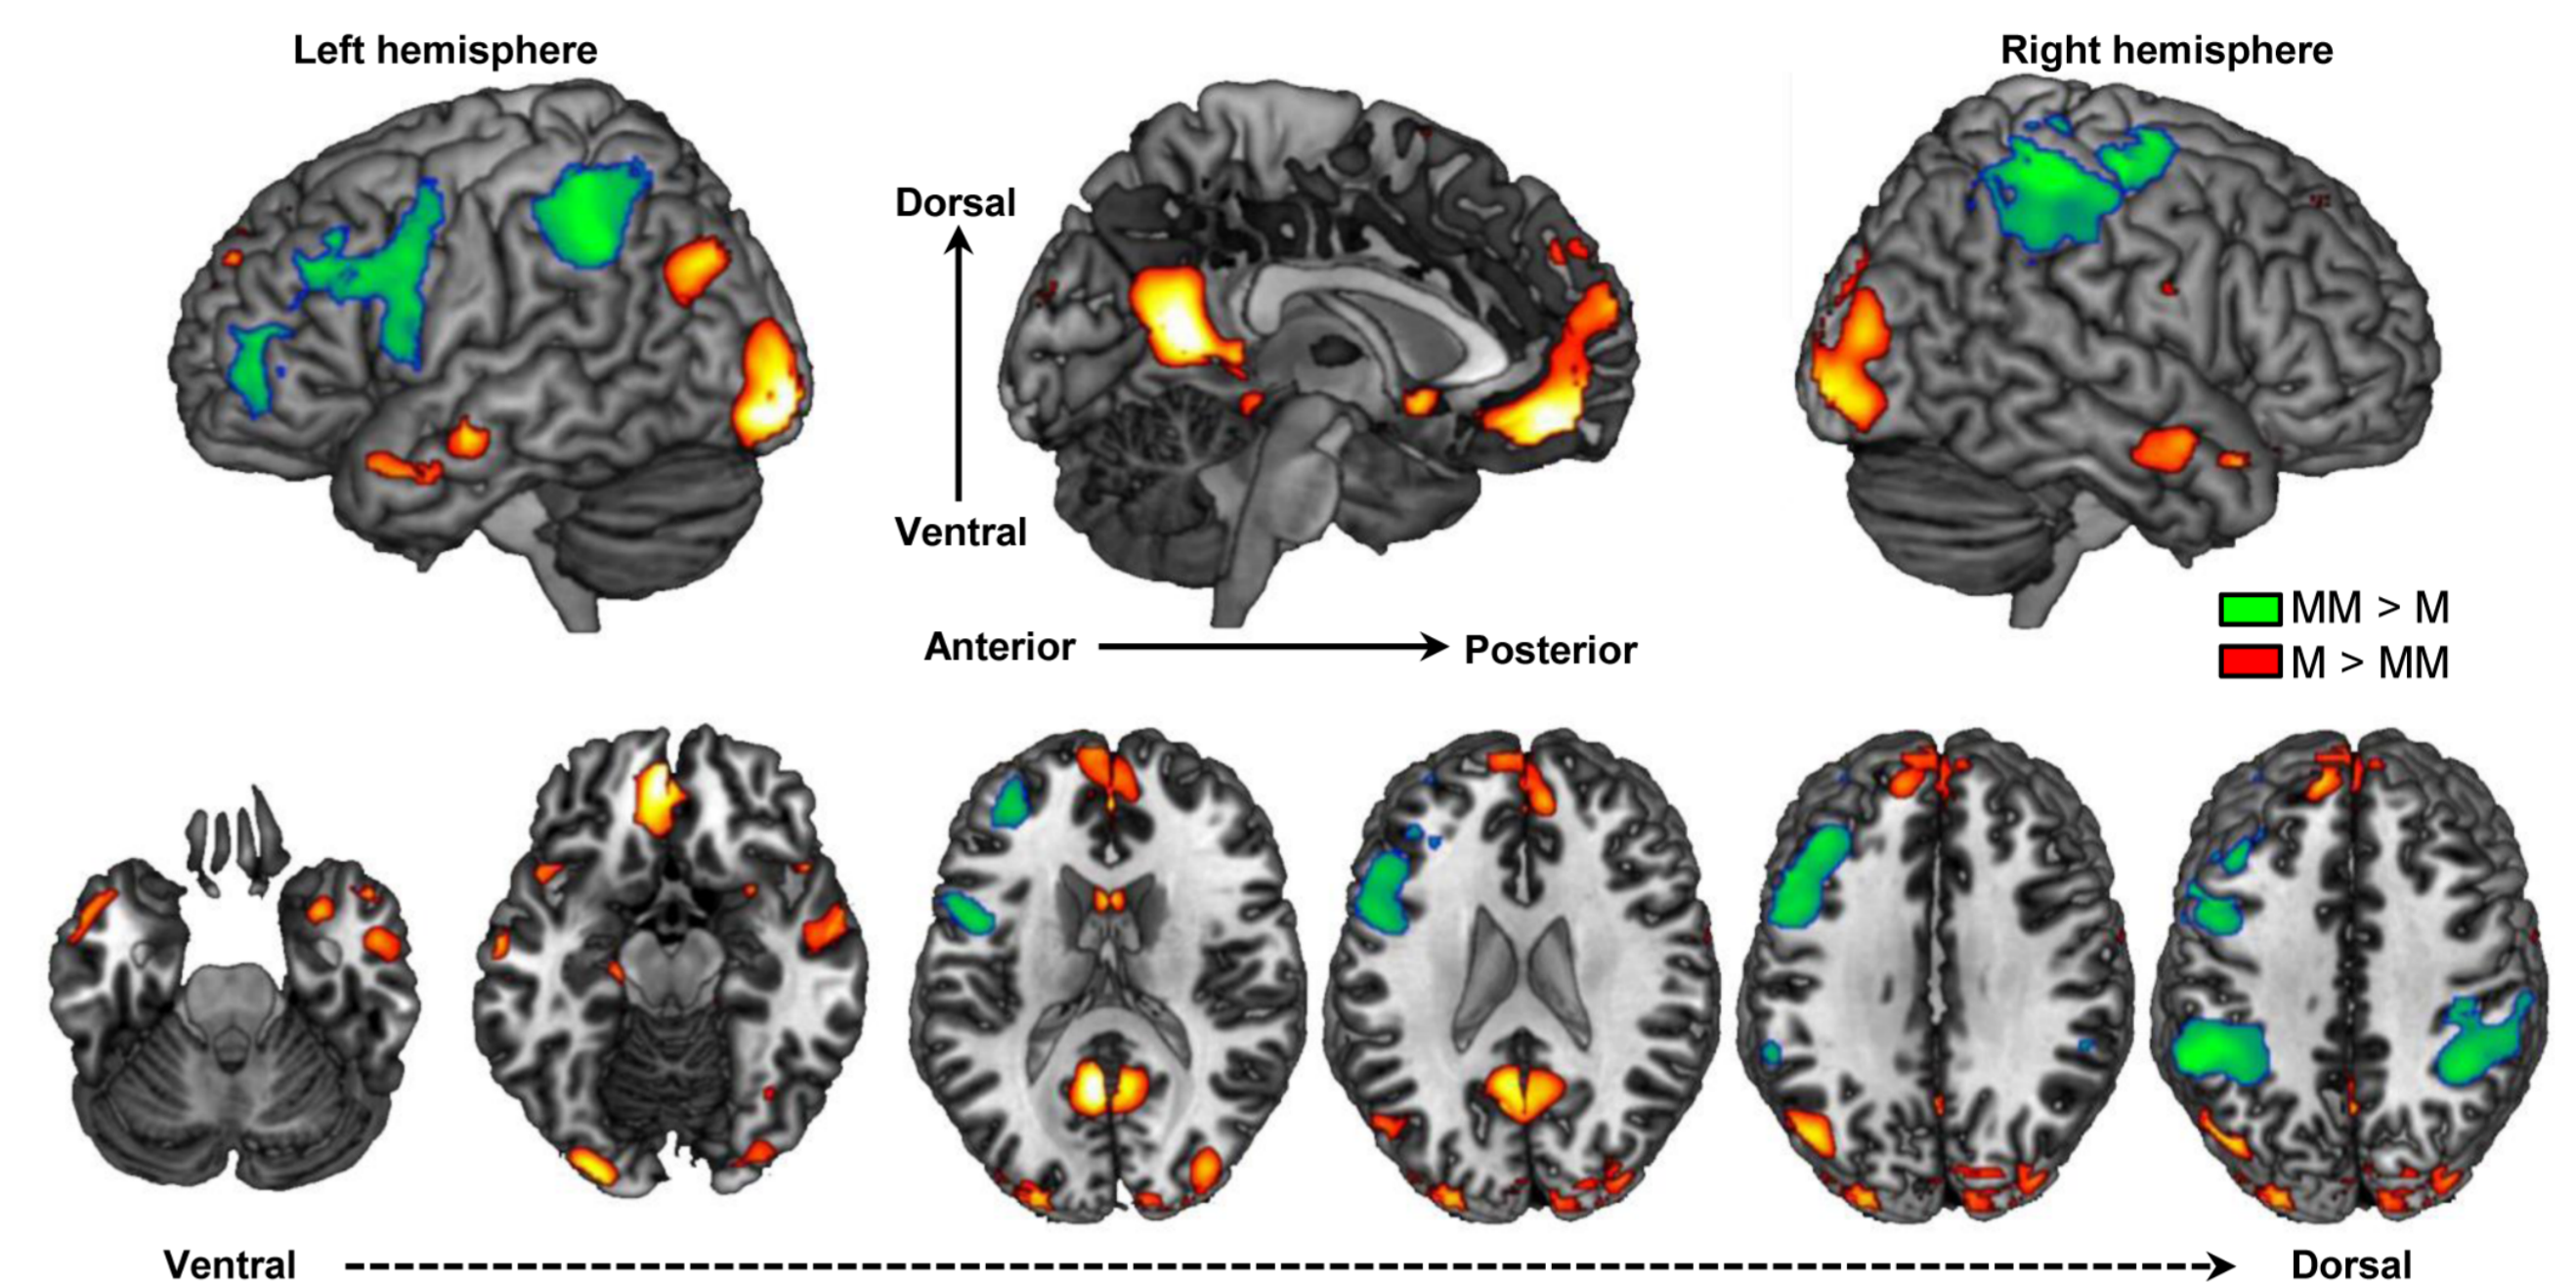 Left hemisphere
Right hemisphere
Dorsal
Ventral
Anterior
Posterior
MM > M
M > MM
Ventral
Dorsal